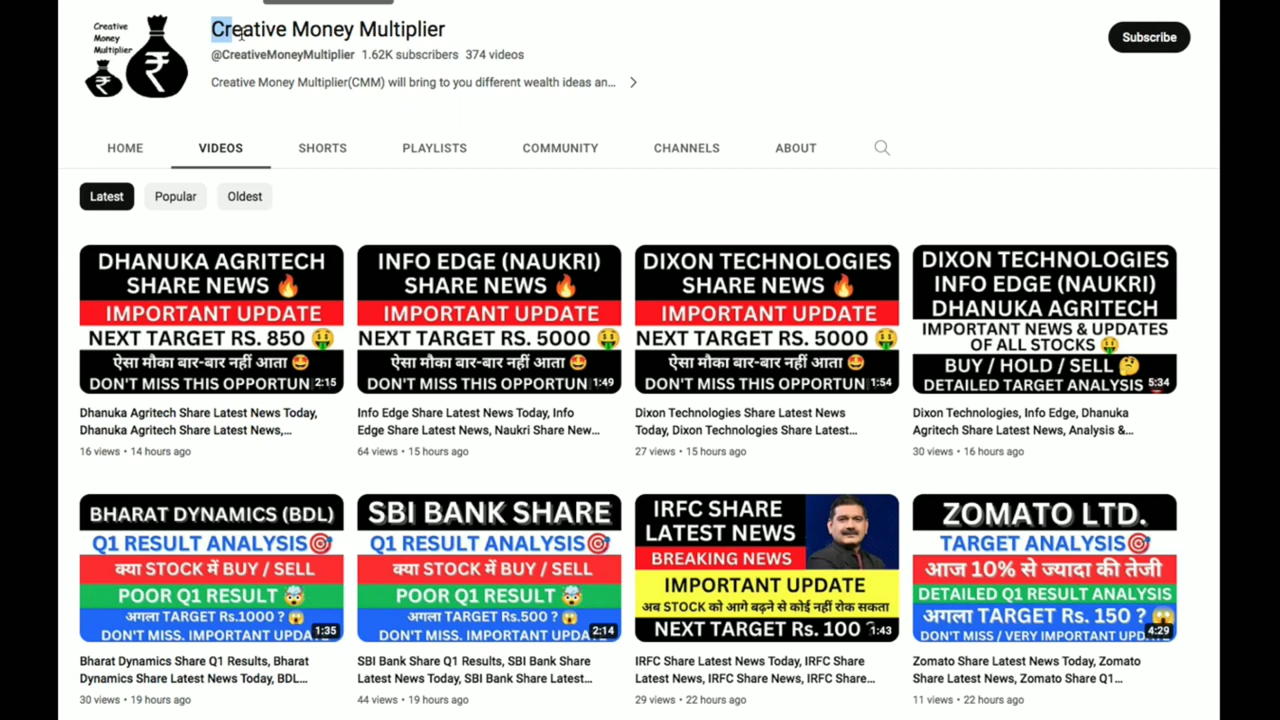 Creative
Money
Multiplier
Creative Money Multiplier
@CreativeMoneyMultiplier 1.62K subscribers 374 videos
Creative Money Multiplier(CMM) will bring to you different wealth ideas an...
Subscribe
HOME VIDEOS SHORTS PLAYLISTS COMMUNITY CHANNELS ABOUT
Latest Popular Oldest
DHANUKA AGRITECH
SHARE NEWS 🔥
IMPORTANT UPDATE
NEXT TARGET RS. 850 🤑
ऐसा मौका बार-बार नहीं आता 🤩
DON'T MISS THIS OPPORTUN
2:15
Dhanuka Agritech Share Latest News Today,
Dhanuka Agritech Share Latest News,...
16 views • 14 hours ago
INFO EDGE (NAUKRI)
SHARE NEWS 🔥
IMPORTANT UPDATE
NEXT TARGET RS. 5000 🤑
ऐसा मौका बार-बार नहीं आता 🤩
DON'T MISS THIS OPPORTUN
1:49
Info Edge Share Latest News Today, Info
Edge Share Latest News, Naukri Share New...
64 views • 15 hours ago
DIXON TECHNOLOGIES
SHARE NEWS 🔥
IMPORTANT UPDATE
NEXT TARGET RS. 5000 🤑
ऐसा मौका बार-बार नहीं आता 🤩
DON'T MISS THIS OPPORTUN
1:54
Dixon Technologies Share Latest News
Today, Dixon Technologies Share Latest...
27 views • 15 hours ago
DIXON TECHNOLOGIES
INFO EDGE (NAUKRI)
DHANUKA AGRITECH
IMPORTANT NEWS & UPDATES
OF ALL STOCKS 🤑
BUY / HOLD / SELL 🤔
DETAILED TARGET ANALYSIS
5:34
Dixon Technologies, Info Edge, Dhanuka
Agritech Share Latest News, Analysis &...
30 views • 16 hours ago
BHARAT DYNAMICS (BDL)
Q1 RESULT ANALYSIS🎯
क्या STOCK में BUY / SELL
POOR Q1 RESULT 🤯
अगला TARGET Rs.1000 ? 😱
DON'T MISS. IMPORTANT UPDA
1:35
Bharat Dynamics Share Q1 Results, Bharat
Dynamics Share Latest News Today, BDL...
30 views • 19 hours ago
SBI BANK SHARE
Q1 RESULT ANALYSIS🎯
क्या STOCK में BUY / SELL
POOR Q1 RESULT 🤯
अगला TARGET Rs.500 ? 😱
DON'T MISS. IMPORTANT UPDA
2:14
SBI Bank Share Q1 Results, SBI Bank Share
Latest News Today, SBI Bank Share Latest...
44 views • 19 hours ago
IRFC SHARE
LATEST NEWS
BREAKING NEWS
IMPORTANT UPDATE
अब STOCK को आगे बढ़ने से कोई नहीं रोक सकता
NEXT TARGET Rs. 100 ?
1:43
IRFC Share Latest News Today, IRFC Share
Latest News, IRFC Share News, IRFC Share...
29 views • 22 hours ago
ZOMATO LTD.
TARGET ANALYSIS🎯
आज 10% से ज्यादा की तेजी
DETAILED Q1 RESULT ANALYSIS
अगला TARGET Rs. 150 ? 😱
DON'T MISS / VERY IMPORTANT UPD
4:29
Zomato Share Latest News Today, Zomato
Share Latest News, Zomato Share Q1...
11 views • 22 hours ago